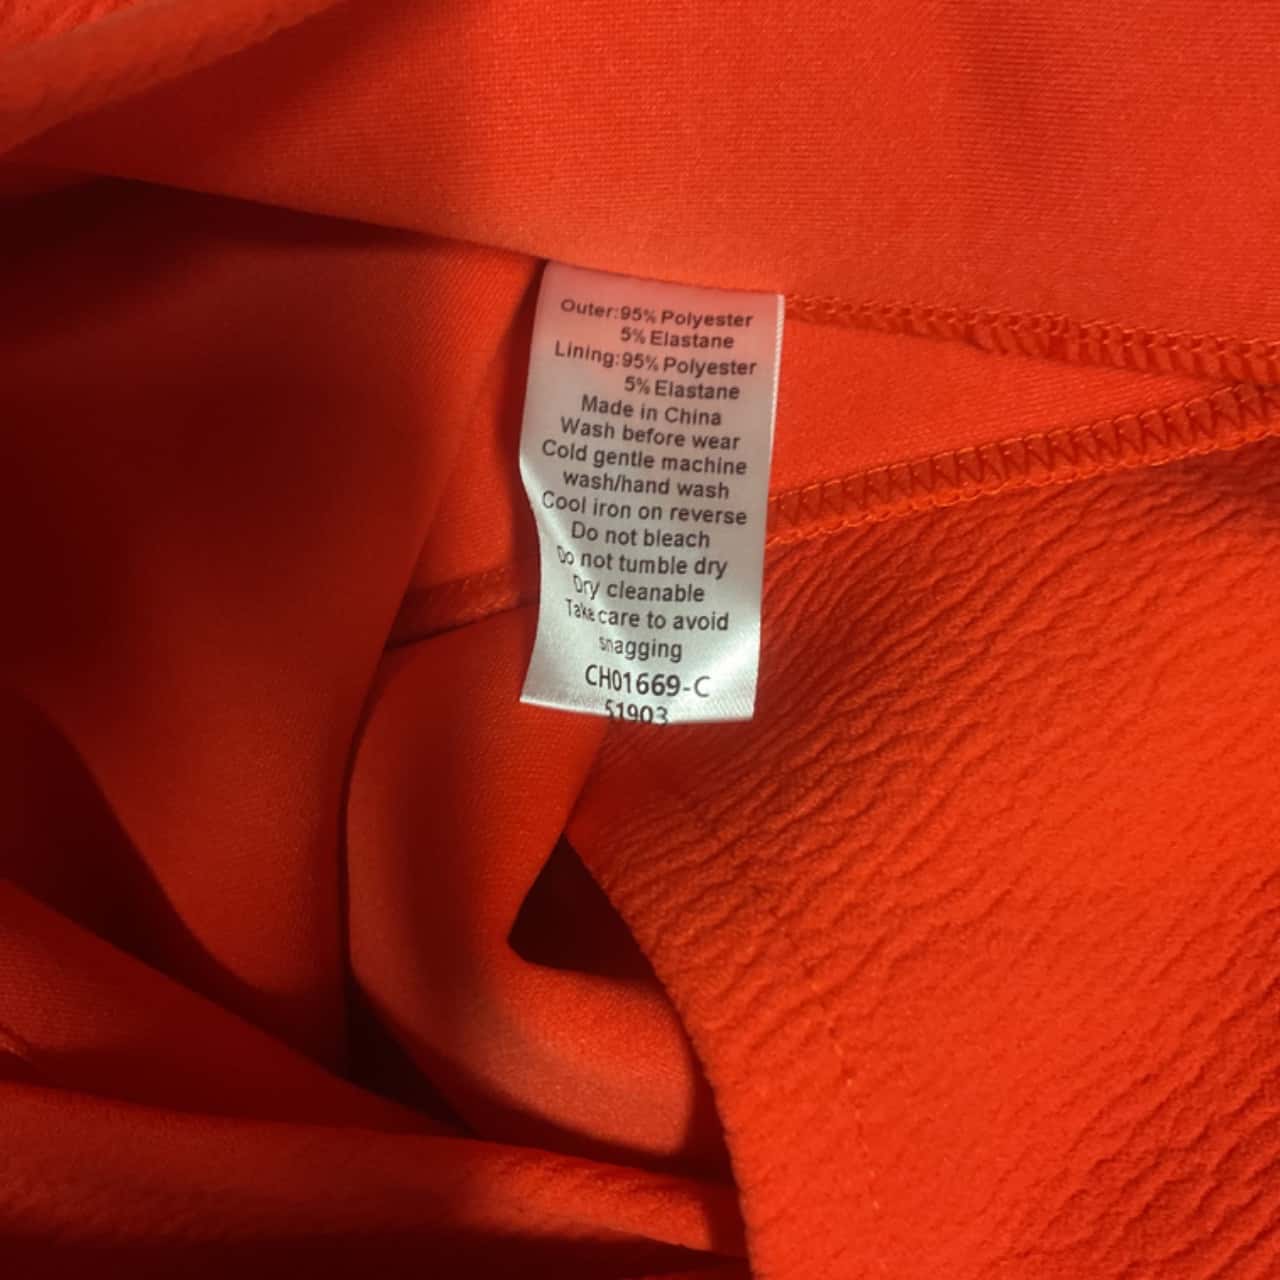 Outer:95% Polyester
5% Elastane
Lining:95% Polyester
5% Elastane
Made in China
Wash before wear
Cold gentle machine
wash/hand wash
Cool iron on reverse
Do not bleach
Do not tumble dry
Dry cleanable
Take care to avoid
snagging
CH01669-C
51903